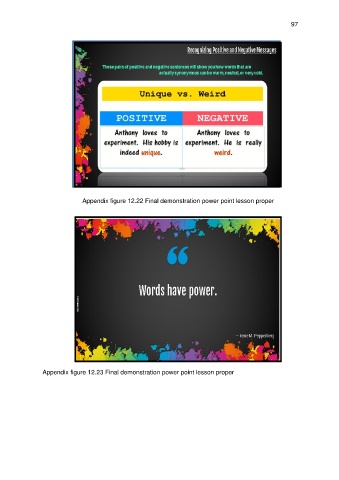 97
Recognizing Positive and Negative Messages
These pairs of positive and negative sentences will show you how words that are
actually synonymous can be warm, neutral, or very cold.
Unique vs. Weird
POSITIVE NEGATIVE
Anthony loves to
experiment. His hobby is
indeed unique.
Anthony loves to
experiment. He is really
weird.
Appendix figure 12.22 Final demonstration power point lesson proper
“
Words have power.
Appendix figure 12.23 Final demonstration power point lesson proper